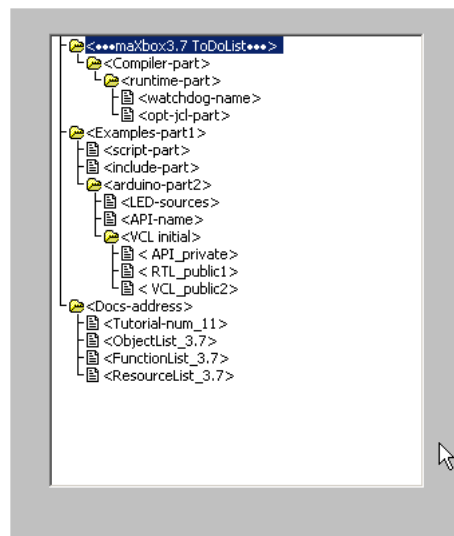 <•••maXbox3.7 ToDoList•••>
<Compiler-part>
<runtime-part>
<watchdog-name>
<opt-jcl-part>
<Examples-part1>
<script-part>
<include-part>
<arduino-part2>
<LED-sources>
<API-name>
<VCL initial>
< API_private>
< RTL_public1>
< VCL_public2>
<Docs-address>
<Tutorial-num_11>
<ObjectList_3.7>
<FunctionList_3.7>
<ResourceList_3.7>